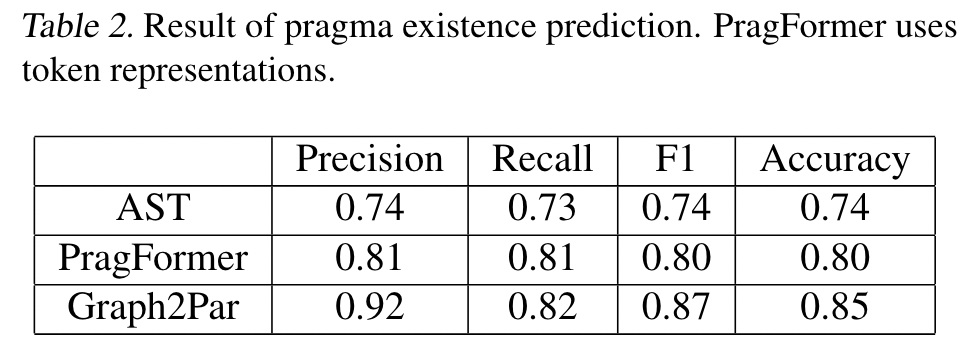 Table 2. Result of pragma existence prediction. PragFormer uses
token representations.
Precision Recall F1 Accuracy
AST 0.74 0.73 0.74 0.74
PragFormer 0.81 0.81 0.80 0.80
Graph2Par 0.92 0.82 0.87 0.85